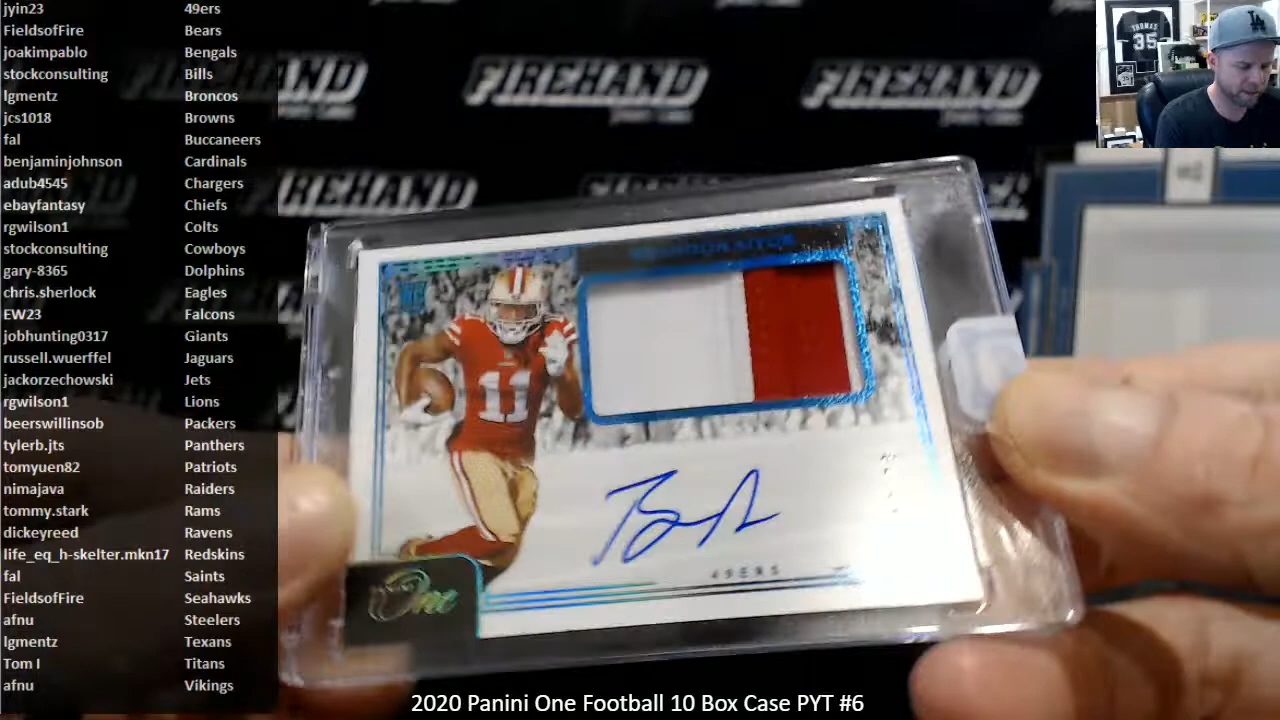 jyin23 49ers
FieldsofFire Bears
joakimpablo Bengals
stockconsulting Bills
lgmentz Broncos
jcs1018 Browns
fal Buccaneers
benjaminjohnson Cardinals
adub4545 Chargers
ebayfantasy Chiefs
rgwilson1 Colts
stockconsulting Cowboys
gary-8365 Dolphins
chris.sherlock Eagles
EW23 Falcons
jobhunting0317 Giants
russell.wuerffel Jaguars
jackorzechowski Jets
rgwilson1 Lions
beerswillinsob Packers
tylerb.jts Panthers
tomyuen82 Patriots
nimajava Raiders
tommy.stark Rams
dickeyreed Ravens
life_eq_h-skelter.mkn17 Redskins
fal Saints
FieldsofFire Seahawks
afnu Steelers
lgmentz Texans
Tom I Titans
afnu Vikings
FIREHAND FIREHAND
FIREHAND
THOMAS
35
11
49ERS
One
2020 Panini One Football 10 Box Case PYT #6